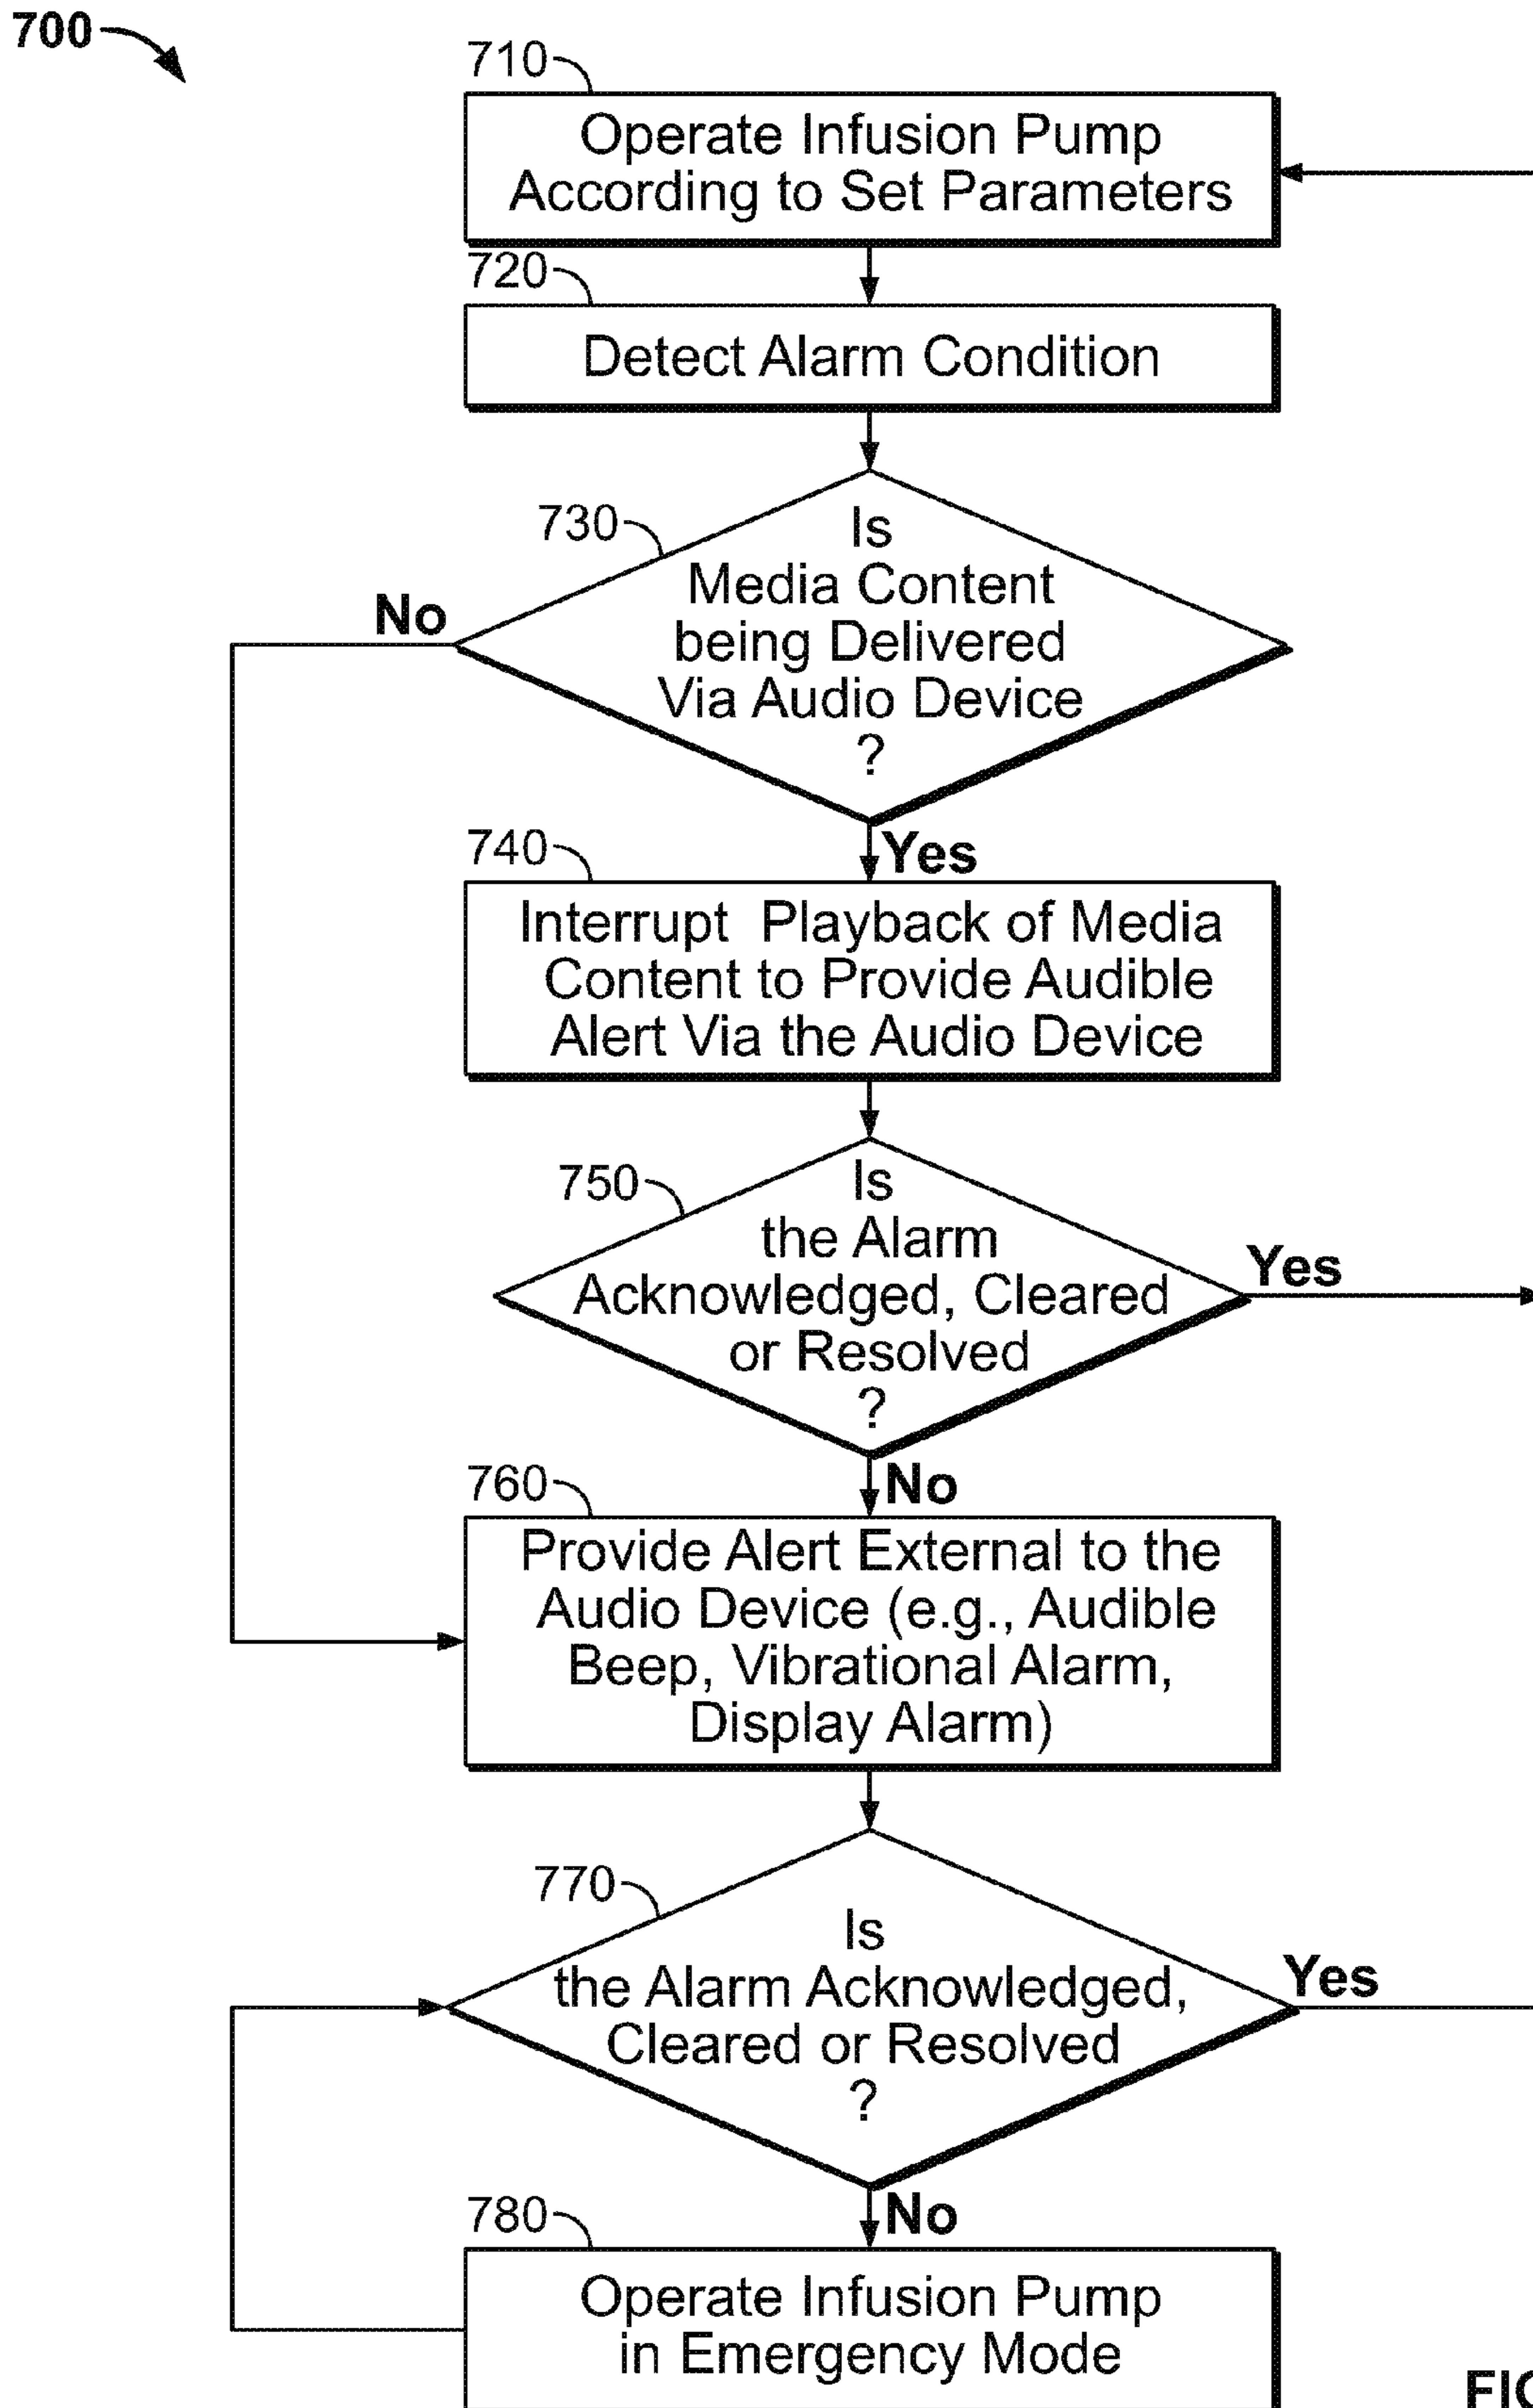 700
710
Operate Infusion Pump
According to Set Parameters
720
Detect Alarm Condition
730
Is
Media Content
being Delivered
Via Audio Device
?
No
Yes
740
Interrupt Playback of Media
Content to Provide Audible
Alert Via the Audio Device
750
Is
the Alarm
Acknowledged, Cleared
or Resolved
?
Yes
No
760
Provide Alert External to the
Audio Device (e.g., Audible
Beep, Vibrational Alarm,
Display Alarm)
770
Is
the Alarm Acknowledged,
Cleared or Resolved
?
Yes
No
780
Operate Infusion Pump
in Emergency Mode